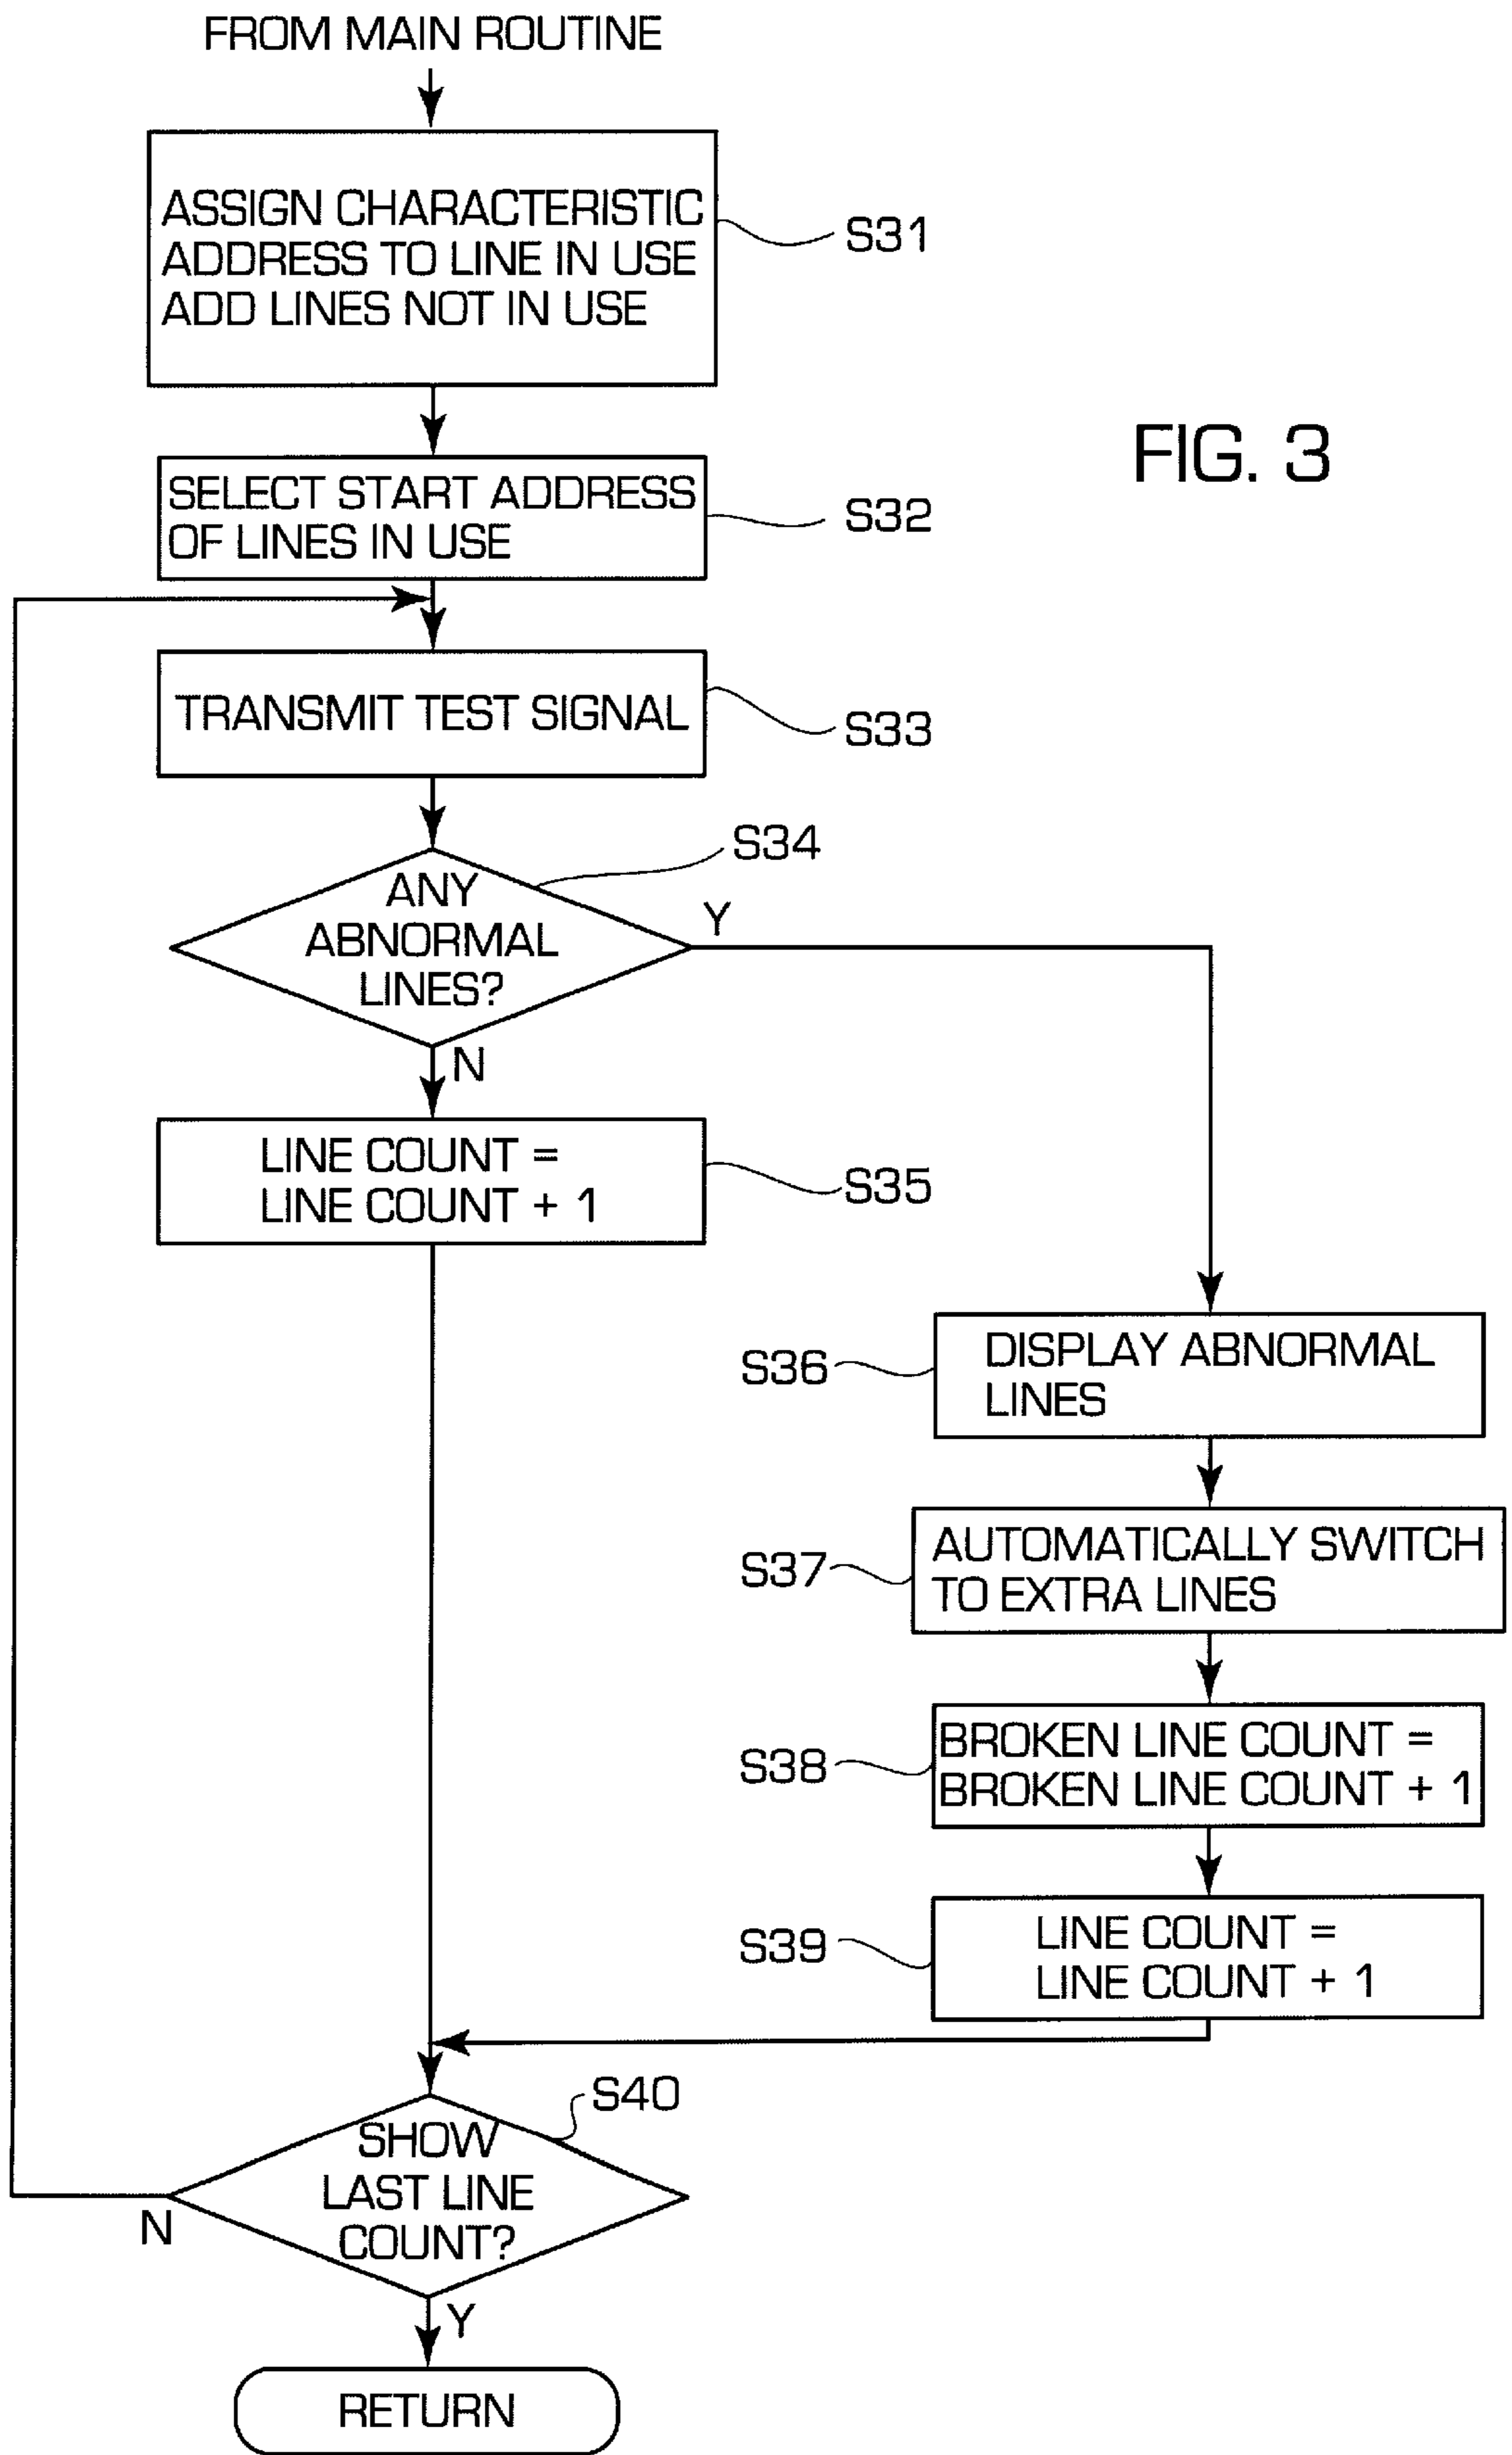 FROM MAIN ROUTINE
ASSIGN CHARACTERISTIC
ADDRESS TO LINE IN USE
ADD LINES NOT IN USE
S31
FIG. 3
SELECT START ADDRESS
OF LINES IN USE
S32
TRANSMIT TEST SIGNAL
S33
S34
ANY
ABNORMAL
LINES?
Y
N
LINE COUNT =
LINE COUNT + 1
S35
S36
DISPLAY ABNORMAL
LINES
S37
AUTOMATICALLY SWITCH
TO EXTRA LINES
S38
BROKEN LINE COUNT =
BROKEN LINE COUNT + 1
S39
LINE COUNT =
LINE COUNT + 1
S40
SHOW
LAST LINE
COUNT?
N
Y
RETURN